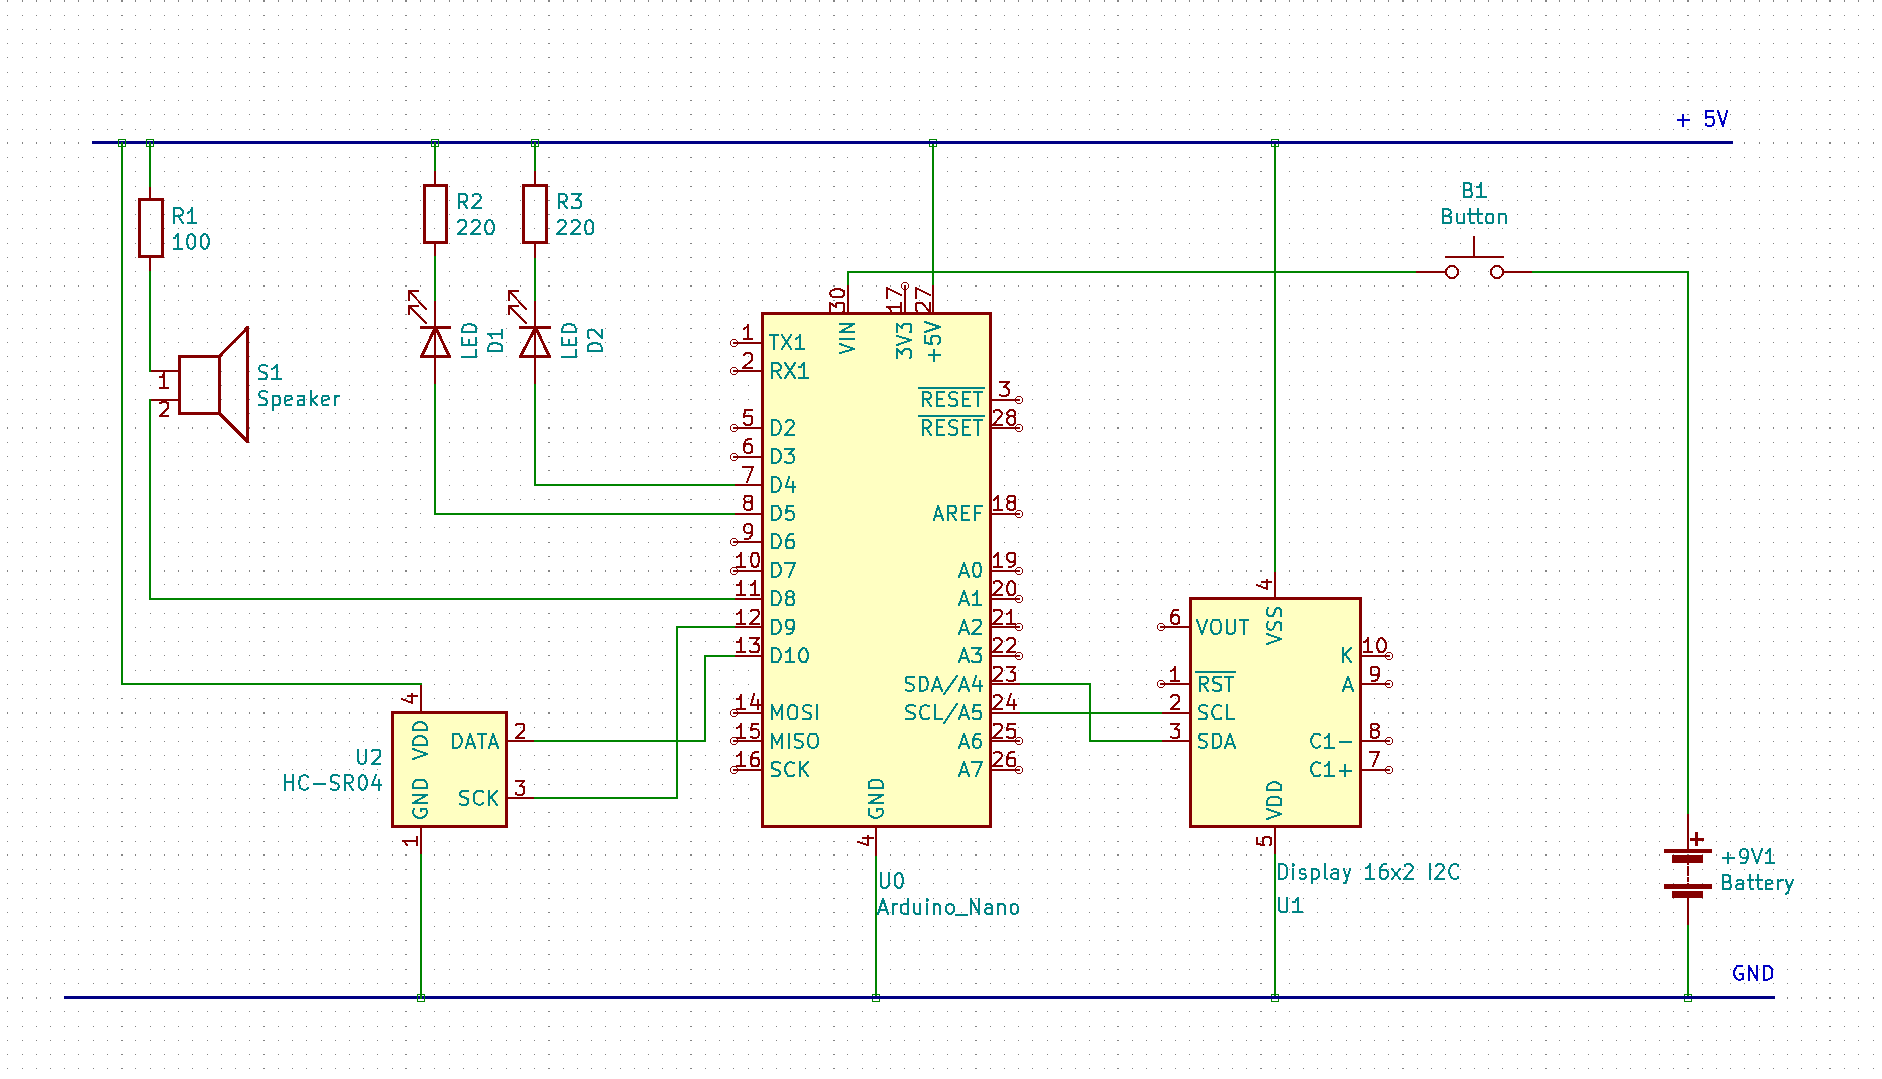 + 5V
B1
Button
R1
100
R2
220
R3
220
LED
D1
LED
D2
S1
Speaker
1
2
30
17
27
VIN
3V3
+5V
1
TX1
2
RX1
RESET
3
RESET
28
5
D2
6
D3
7
D4
8
D5
AREF
18
9
D6
10
D7
A0
19
11
D8
A1
20
12
D9
A2
21
13
D10
A3
22
SDA/A4
23
14
MOSI
SCL/A5
24
15
MISO
A6
25
16
SCK
A7
26
GND
4
U0
Arduino_Nano
4
VDD
DATA
2
U2
HC-SR04
GND
SCK
3
1
4
6
VOUT
VSS
K
10
1
RST
A
9
2
SCL
3
SDA
C1-
8
C1+
7
VDD
5
Display 16x2 I2C
U1
+
+9V1
Battery
GND